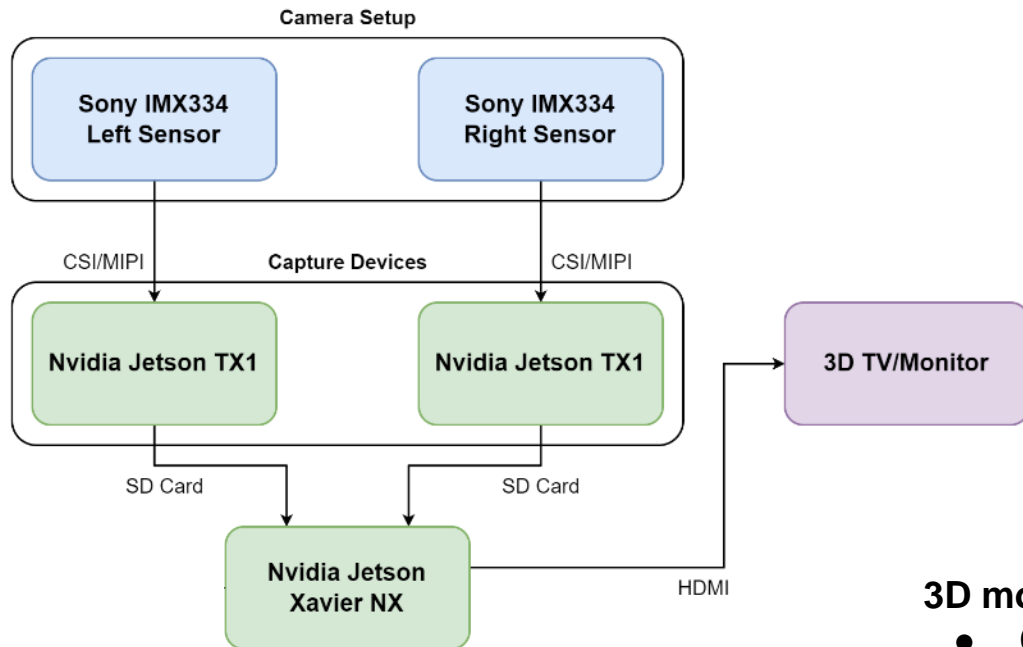 Camera Setup
Sony IMX334
Left Sensor
Sony IMX334
Right Sensor
CSI/MIPI
Capture Devices
CSI/MIPI
Nvidia Jetson TX1
Nvidia Jetson TX1
3D TV/Monitor
SD Card
SD Card
Nvidia Jetson
Xavier NX
HDMI
3D